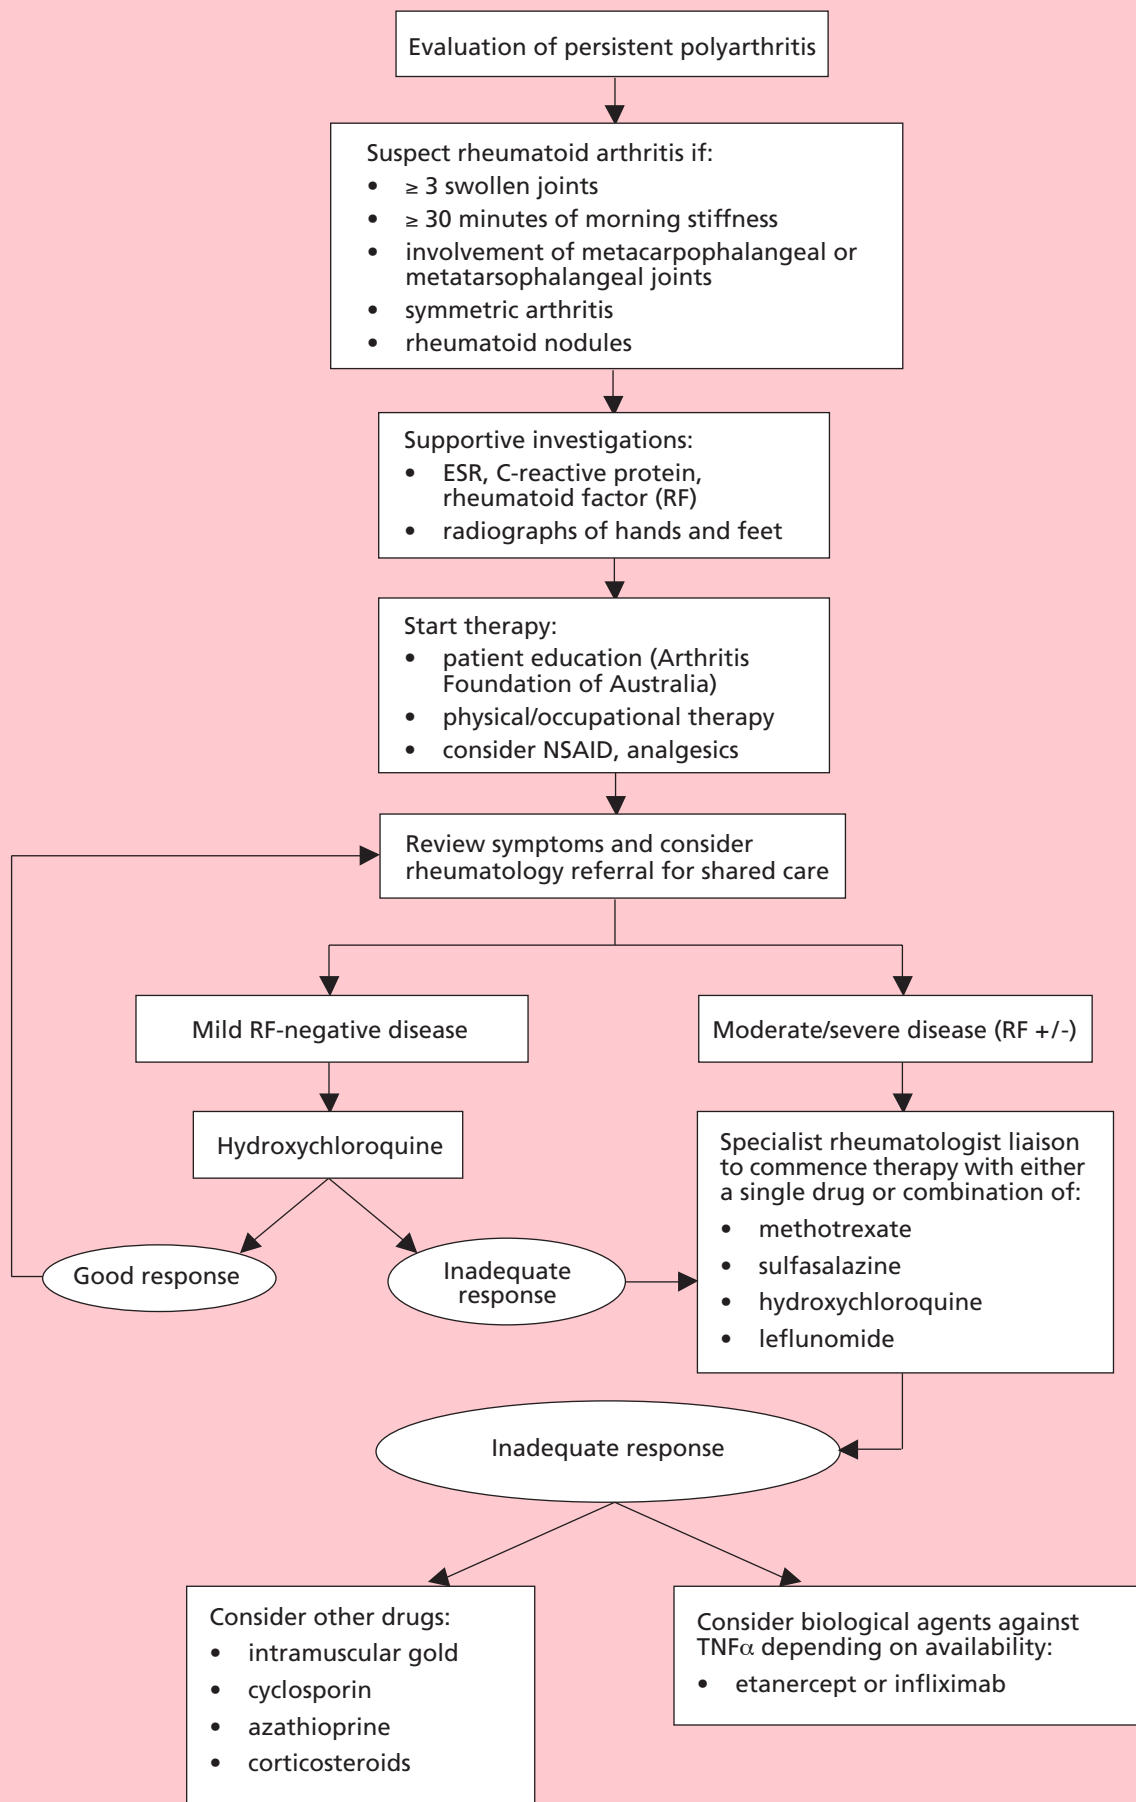 Evaluation of persistent polyarthritis
Suspect rheumatoid arthritis if:
• ≥ 3 swollen joints
• ≥ 30 minutes of morning stiffness
• involvement of metacarpophalangeal or
metatarsophalangeal joints
• symmetric arthritis
• rheumatoid nodules
Supportive investigations:
• ESR, C-reactive protein,
rheumatoid factor (RF)
• radiographs of hands and feet
Start therapy:
• patient education (Arthritis
Foundation of Australia)
• physical/occupational therapy
• consider NSAID, analgesics
Review symptoms and consider
rheumatology referral for shared care
Mild RF-negative disease
Moderate/severe disease (RF +/-)
Hydroxychloroquine
Specialist rheumatologist liaison
to commence therapy with either
a single drug or combination of:
• methotrexate
• sulfasalazine
• hydroxychloroquine
• leflunomide
Good response
Inadequate
response
Inadequate response
Consider other drugs:
• intramuscular gold
• cyclosporin
• azathioprine
• corticosteroids
Consider biological agents against
TNFα depending on availability:
• etanercept or infliximab